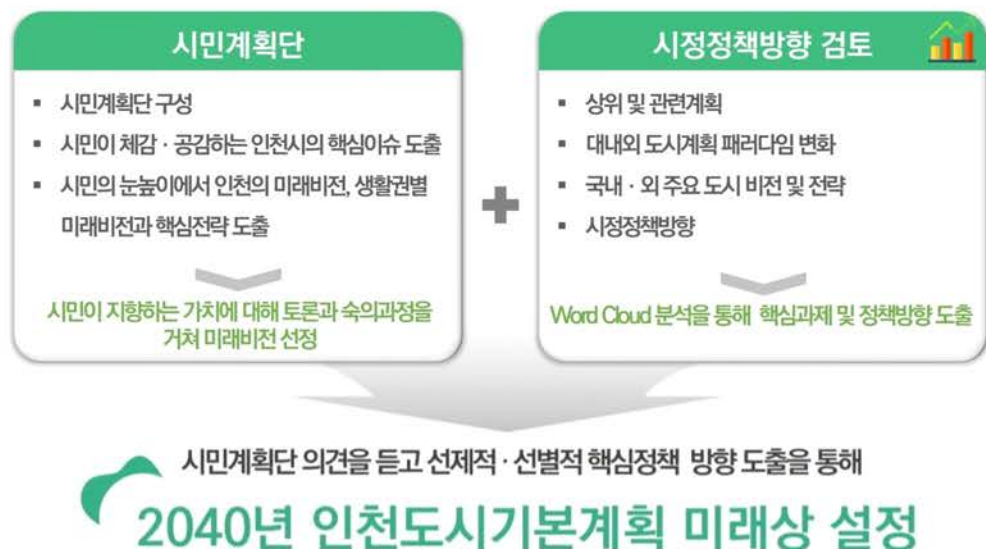 시민계획단
▪ 시민계획단 구성
▪ 시민이 체감 · 공감하는 인천시의 핵심이슈 도출
▪ 시민의 눈높이에서 인천의 미래비전, 생활권별
미래비전과 핵심전략 도출
시민이 지향하는 가치에 대해 토론과 숙의과정을
거쳐 미래비전 선정
+
시정정책방향 검토
▪ 상위 및 관련계획
▪ 대내외 도시계획 패러다임 변화
▪ 국내 · 외 주요 도시 비전 및 전략
▪ 시정정책방향
Word Cloud 분석을 통해 핵심과제 및 정책방향 도출
시민계획단 의견을 듣고 선제적 · 선별적 핵심정책 방향 도출을 통해
2040년 인천도시기본계획 미래상 설정